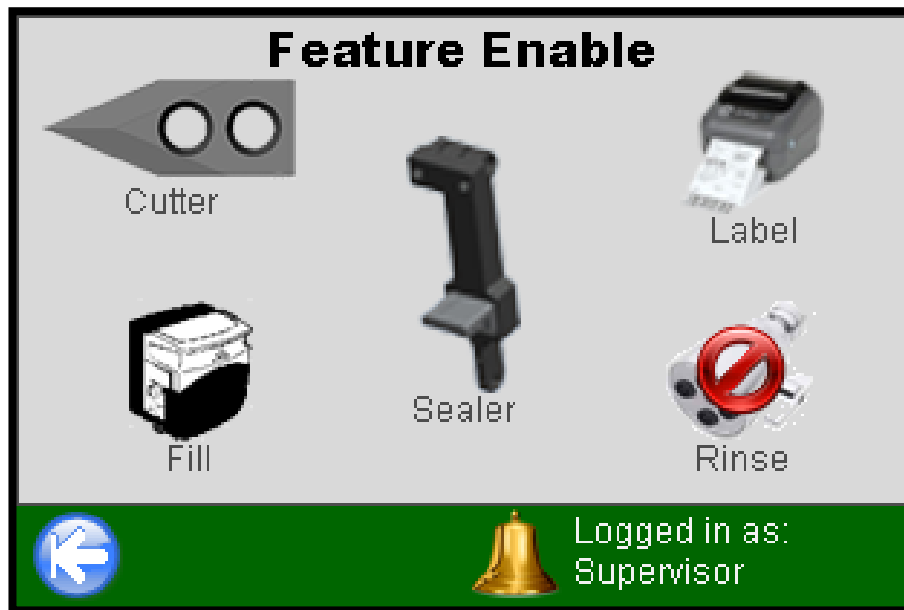 Feature Enable
Cutter
Label
Sealer
Fill
Rinse
Logged in as:
Supervisor